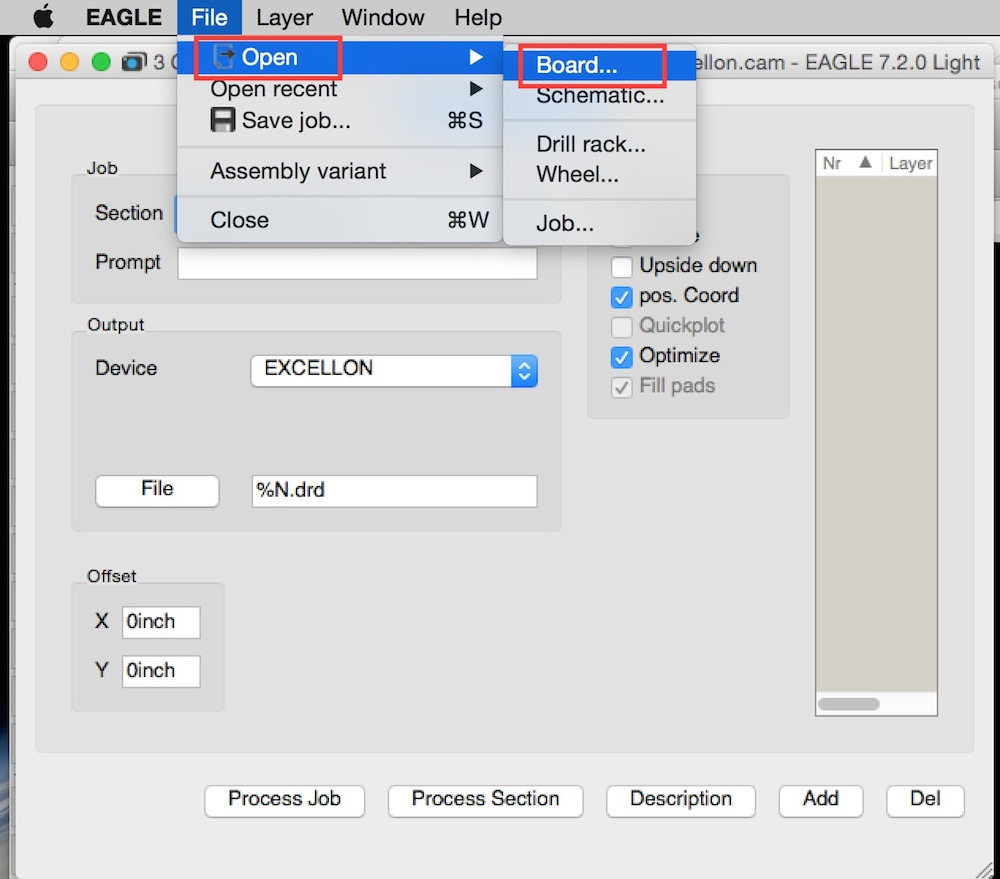 EAGLE File Layer Window Help
3 ellon.cam - EAGLE 7.2.0 Light
Open
Open recent
Save job... ⌘S
Assembly variant
Close ⌘W
Board...
Schematic...
Drill rack...
Wheel...
Job...
Job
Section
Prompt
Output
Device EXCELLON
File %N.drd
Offset
X 0inch
Y 0inch
Upside down
pos. Coord
Quickplot
Optimize
Fill pads
Nr Layer
Process Job Process Section Description Add Del